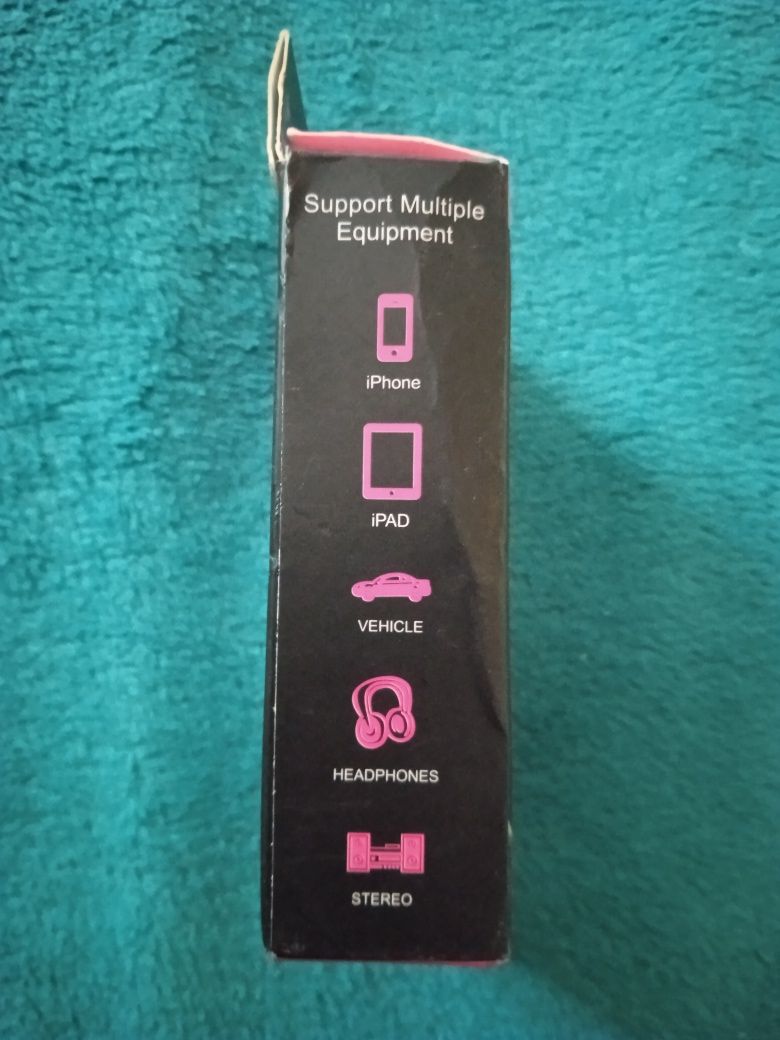 Support Multiple
Equipment
iPhone
iPAD
VEHICLE
HEADPHONES
STEREO